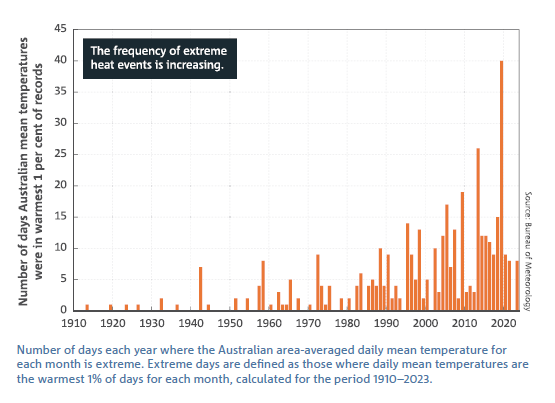 Number of days Australian mean temperatures
were in warmest 1 per cent of records
45
40
35
30
25
20
15
10
5
0
The frequency of extreme
heat events is increasing.
1910
1920
1930
1940
1950
1960
1970
1980
1990
2000
2010
2020
Source: Bureau of Meteorology
Number of days each year where the Australian area-averaged daily mean temperature for
each month is extreme. Extreme days are defined as those where daily mean temperatures are
the warmest 1% of days for each month, calculated for the period 1910–2023.